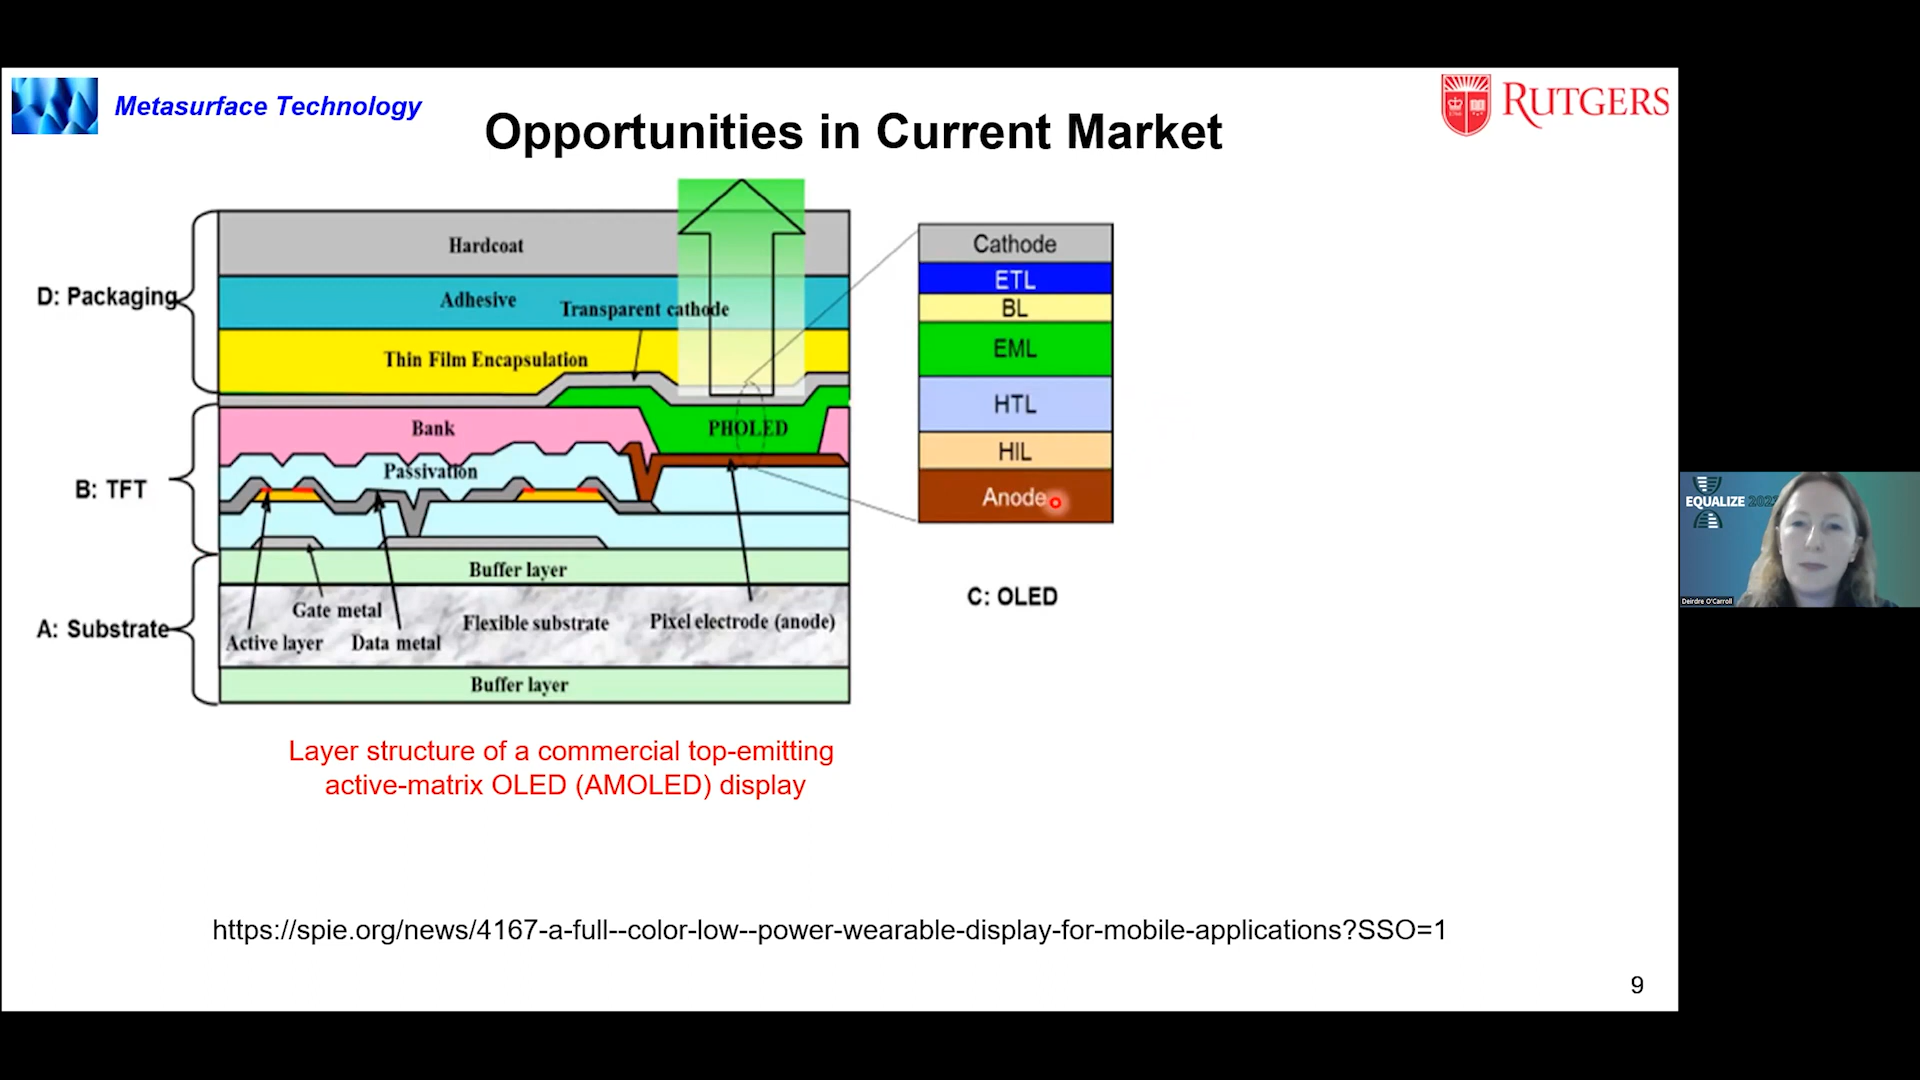 Metasurface Technology
Opportunities in Current Market
RUTGERS
Hardcoat
Adhesive
Transparent cathode
Thin Film Encapsulation
D: Packaging
Bank
PHOLED
Passivation
B: TFT
Buffer layer
Gate metal
Flexible substrate
Pixel electrode (anode)
A: Substrate
Active layer
Data metal
Buffer layer
Cathode
ETL
BL
EML
HTL
HIL
Anode
C: OLED
Layer structure of a commercial top-emitting
active-matrix OLED (AMOLED) display
https://spie.org/news/4167-a-full--color-low--power-wearable-display-for-mobile-applications?SSO=1
9
EQUALIZE 2022
Deirdre O'Carroll